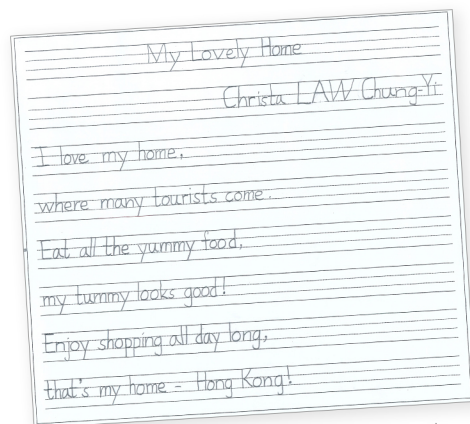 My Lovely Home
Christa LAW Chung-Yi
I love my home,
where many tourists come.
Eat all the yummy food,
my tummy looks good!
Enjoy shopping all day long,
that's my home - Hong Kong!